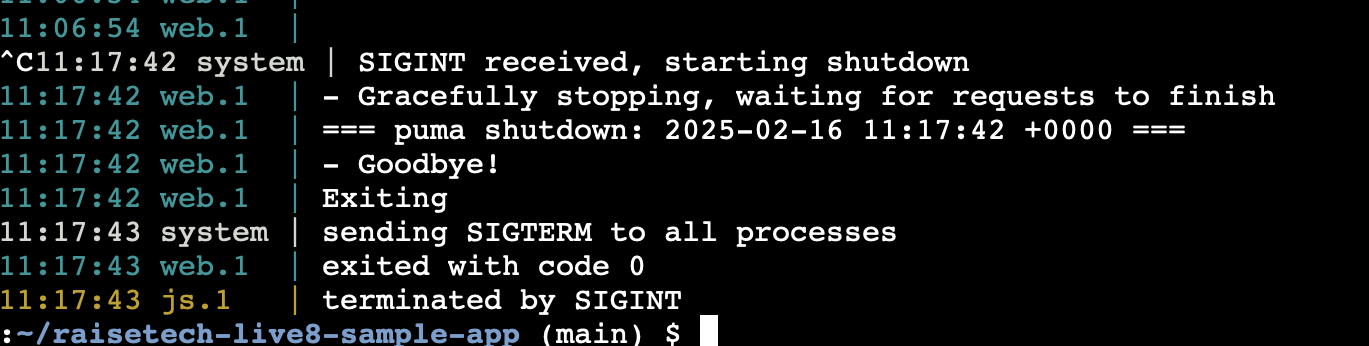 11:06:54 web.1 |
^C11:17:42 system | SIGINT received, starting shutdown
11:17:42 web.1 | - Gracefully stopping, waiting for requests to finish
11:17:42 web.1 | === puma shutdown: 2025-02-16 11:17:42 +0000 ===
11:17:42 web.1 | - Goodbye!
11:17:42 web.1 | Exiting
11:17:43 system | sending SIGTERM to all processes
11:17:43 web.1 | exited with code 0
11:17:43 js.1 | terminated by SIGINT
:~/raisetech-live8-sample-app (main) $